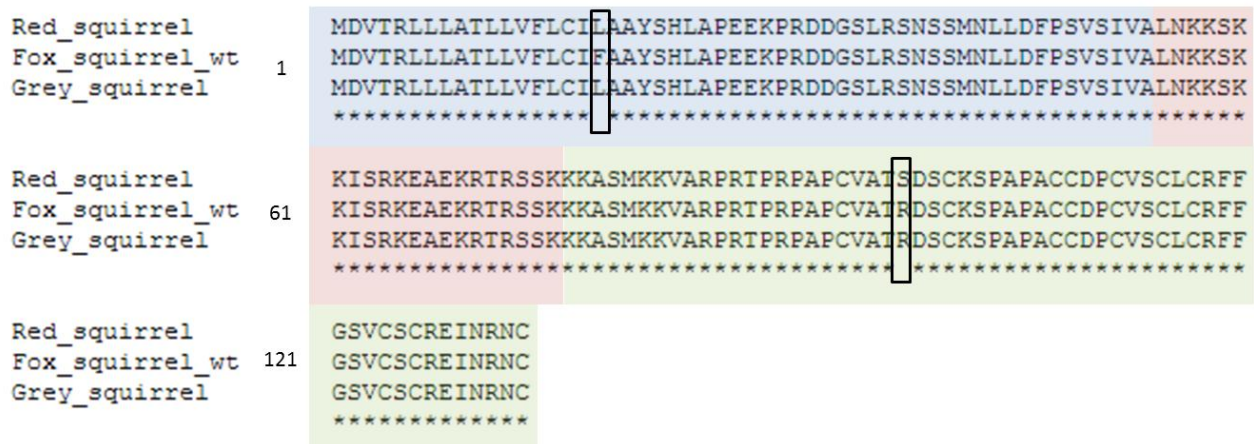 Red_squirrel MDVTRLLLATLLVFLCILAAYSHLAPEEKPRDDGSLRSNSSMNLLDFPSVSIVALNKKSK
Fox_squirrel_wt 1 MDVTRLLLATLLVFLCIFAAYSHLAPEEKPRDDGSLRSNSSMNLLDFPSVSIVALNKKSK
Grey_squirrel MDVTRLLLATLLVFLCILAAYSHLAPEEKPRDDGSLRSNSSMNLLDFPSVSIVALNKKSK
***************** ******************************************
Red_squirrel KISRKEAEKRTRSSKKKASMKKVARPRTPRPAPCVATSDSCKSPAPACCDPCVSCLCRFF
Fox_squirrel_wt 61 KISRKEAEKRTRSSKKKASMKKVARPRTPRPAPCVATRDSCKSPAPACCDPCVSCLCRFF
Grey_squirrel KISRKEAEKRTRSSKKKASMKKVARPRTPRPAPCVATRDSCKSPAPACCDPCVSCLCRFF
************************************* **********************
Red_squirrel GSVCSCREINRNC
Fox_squirrel_wt 121 GSVCSCREINRNC
Grey_squirrel GSVCSCREINRNC
*************